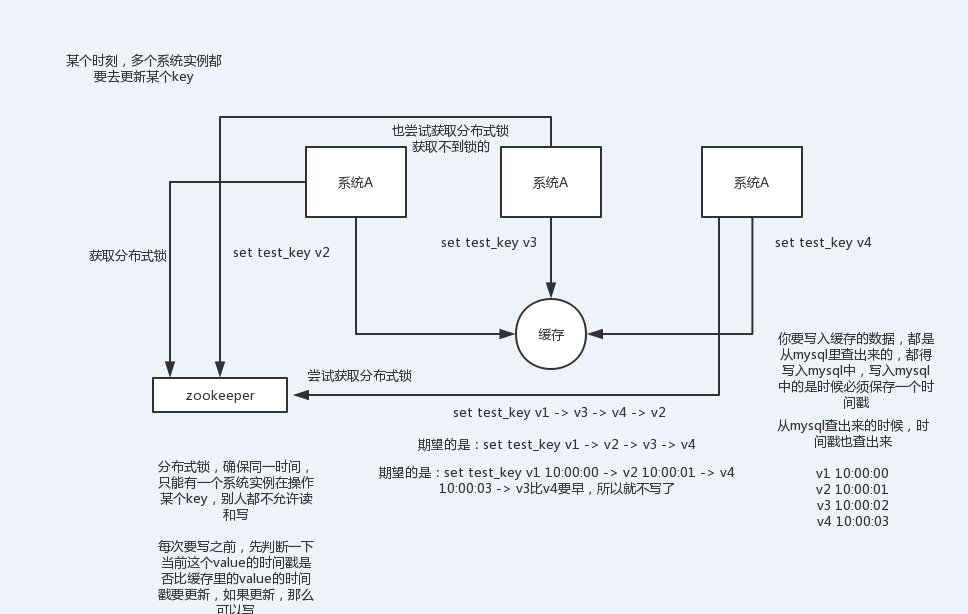 某个时刻，多个系统实例都
要去更新某个key
也尝试获取分布式锁
获取不到锁的
系统A
系统A
系统A
获取分布式锁
set test_key v2
set test_key v3
set test_key v4
缓存
尝试获取分布式锁
zookeeper
set test_key v1 -> v3 -> v4 -> v2
期望的是：set test_key v1 -> v2 -> v3 -> v4
期望的是：set test_key v1 10:00:00 -> v2 10:00:01 -> v4
10:00:03 -> v3比v4要早，所以就不写了
你要写入缓存的数据，都是
从mysql里查出来的，都得
写入mysql中，写入mysql
中的是时候必须保存一个时
间戳
从mysql查出来的时候，时
间戳也查出来
v1 10:00:00
v2 10:00:01
v3 10:00:02
v4 10:00:03
分布式锁，确保同一时间，
只能有一个系统实例在操作
某个key，别人都不允许读
和写
每次要写之前，先判断一下
当前这个value的时间戳是
否比缓存里的value的时间
戳要更新，如果更新，那么
可以写